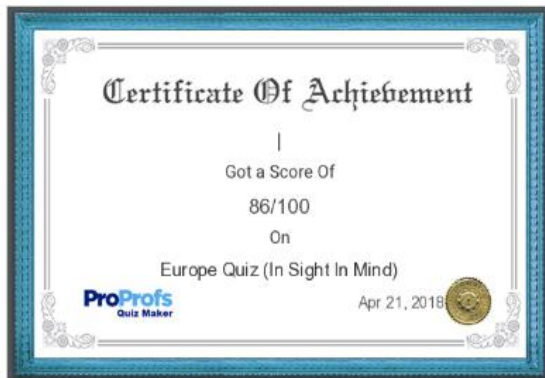 Certificate Of Achievement
Got a Score Of
86/100
On
Europe Quiz (In Sight In Mind)
ProProfs
Quiz Maker
Apr 21, 2018